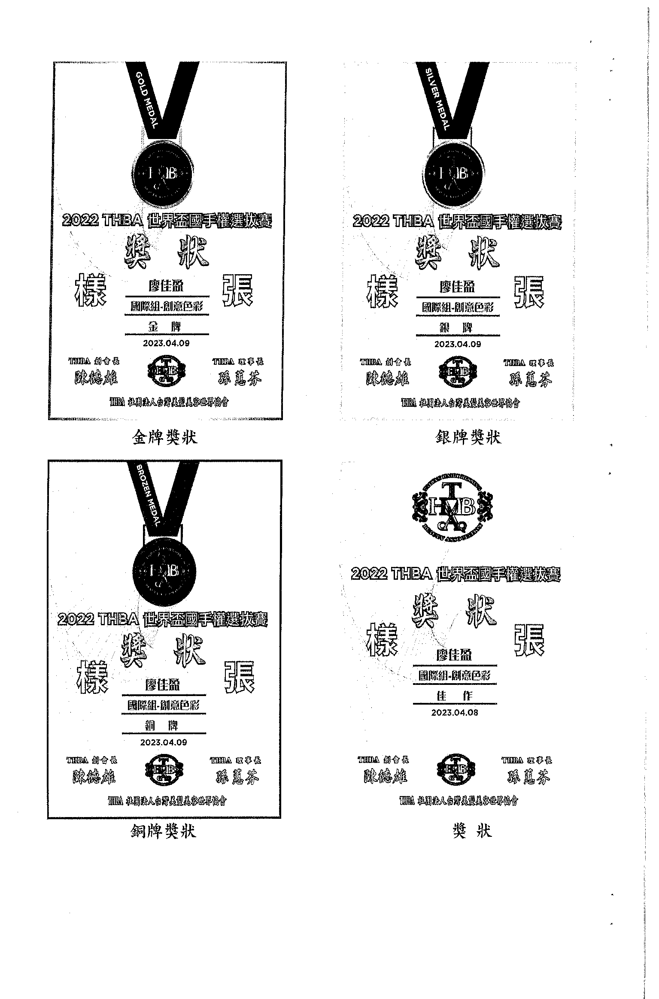 GOLD MEDAL
2022 THBA 世界盃國手權選拔賽
獎 狀
樣 張
廖佳盈
國際組-創意色彩
金 牌
2023.04.09
THBA 創會長 THBA 理事長
陳德雄 孫蕙芬
THBA 社團法人台灣美髮美容世界協會
金牌獎狀
SILVER MEDAL
2022 THBA 世界盃國手權選拔賽
獎 狀
樣 張
廖佳盈
國際組-創意色彩
銀 牌
2023.04.09
THBA 創會長 THBA 理事長
陳德雄 孫蕙芬
THBA 社團法人台灣美髮美容世界協會
銀牌獎狀
BROZEN MEDAL
2022 THBA 世界盃國手權選拔賽
獎 狀
樣 張
廖佳盈
國際組-創意色彩
銅 牌
2023.04.09
THBA 創會長 THBA 理事長
陳德雄 孫蕙芬
THBA 社團法人台灣美髮美容世界協會
銅牌獎狀
2022 THBA 世界盃國手權選拔賽
獎 狀
樣 張
廖佳盈
國際組-創意色彩
佳 作
2023.04.08
THBA 創會長 THBA 理事長
陳德雄 孫蕙芬
THBA 社團法人台灣美髮美容世界協會
獎 狀